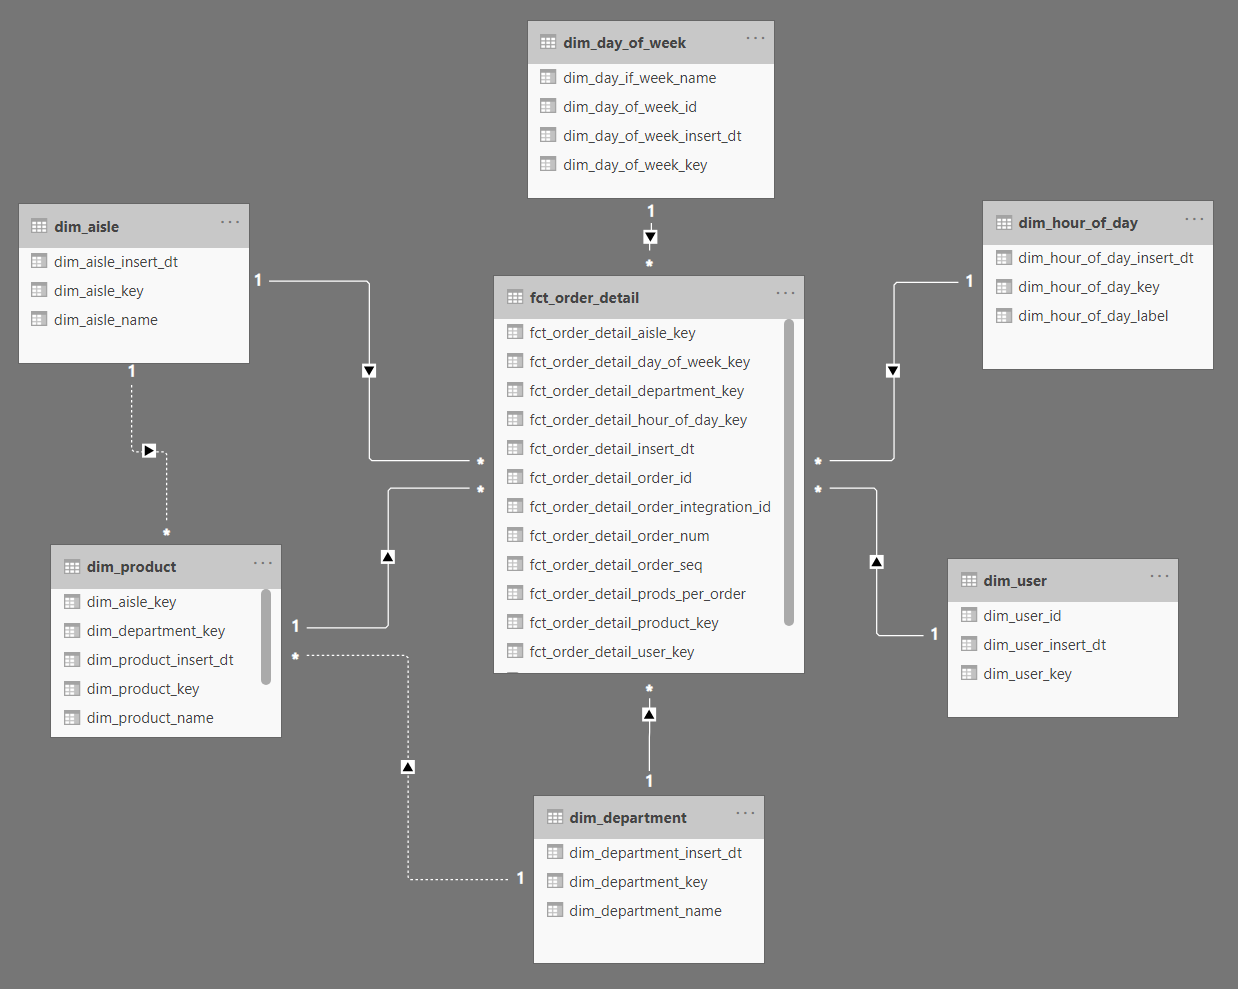 dim_day_of_week
dim_day_if_week_name
dim_day_of_week_id
dim_day_of_week_insert_dt
dim_day_of_week_key
1
*
dim_aisle
dim_aisle_insert_dt
dim_aisle_key
dim_aisle_name
1
1
*
*
dim_hour_of_day
dim_hour_of_day_insert_dt
dim_hour_of_day_key
dim_hour_of_day_label
1
*
fct_order_detail
fct_order_detail_aisle_key
fct_order_detail_day_of_week_key
fct_order_detail_department_key
fct_order_detail_hour_of_day_key
fct_order_detail_insert_dt
fct_order_detail_order_id
fct_order_detail_order_integration_id
fct_order_detail_order_num
fct_order_detail_order_seq
fct_order_detail_prods_per_order
fct_order_detail_product_key
fct_order_detail_user_key
dim_product
dim_aisle_key
dim_department_key
dim_product_insert_dt
dim_product_key
dim_product_name
1
*
*
dim_user
dim_user_id
dim_user_insert_dt
dim_user_key
1
*
*
1
dim_department
dim_department_insert_dt
dim_department_key
dim_department_name
1